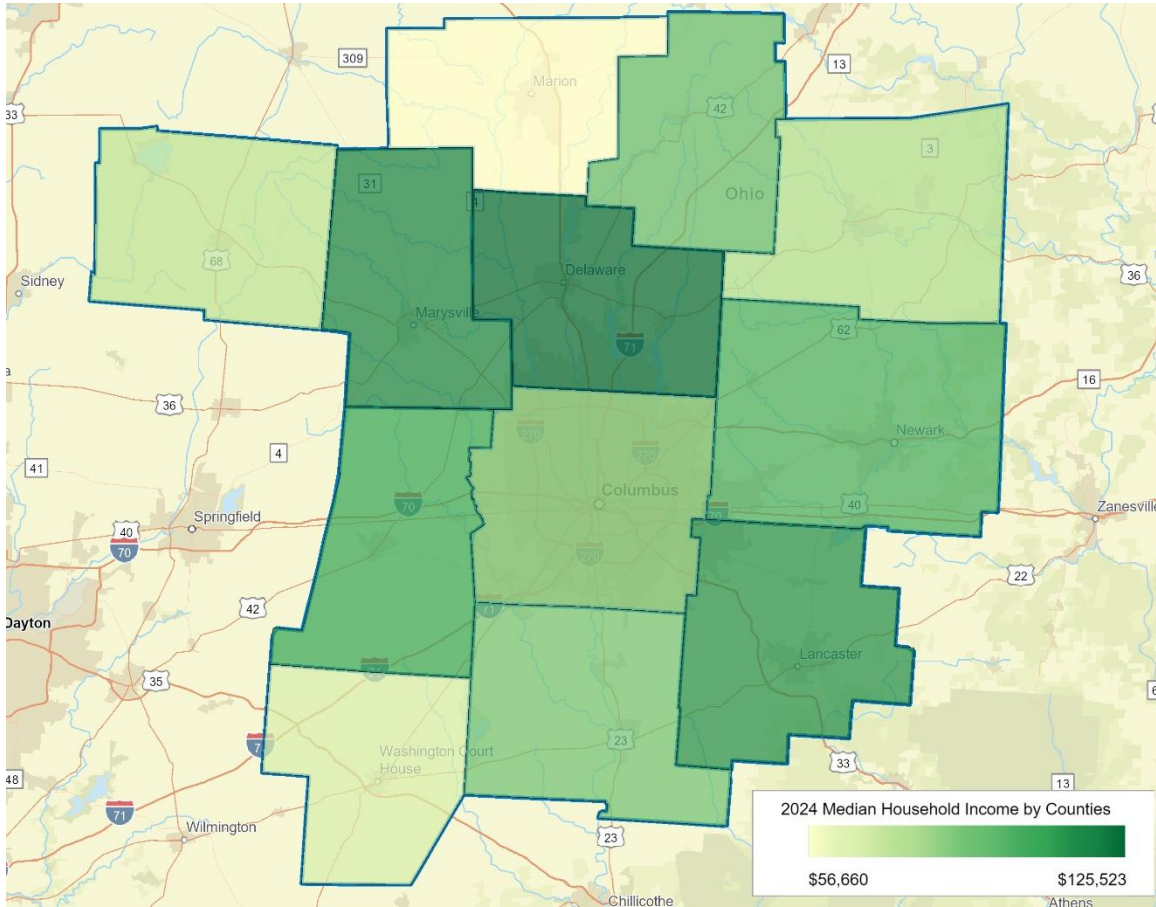 309
13
33
Marion
42
3
31
4
Ohio
68
Sidney
Delaware
36
Marysville
62
71
16
36
270
270
Newark
4
41
Columbus
70
70
40
Zanesville
Springfield
40
70
270
22
42
71
Dayton
Lancaster
71
35
23
71
33
48
Washington Court
House
13
71
Wilmington
23
Chillicothe
Athens
2024 Median Household Income by Counties
$56,660
$125,523